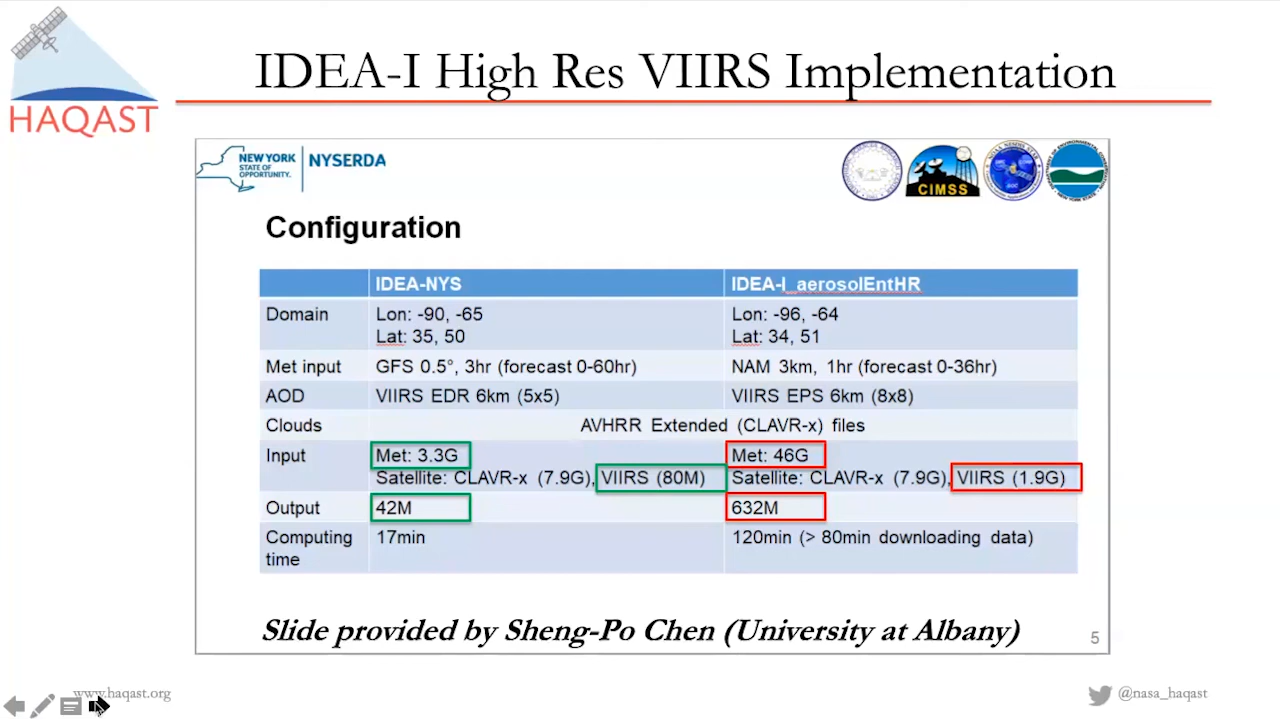 IDEA-I High Res VIIRS Implementation
HAQAST
NEW YORK
STATE OF
OPPORTUNITY.
NYSERDA
CIMSS
Configuration
IDEA-NYS IDEA-I_aerosolEntHR
Domain Lon: -90, -65 Lon: -96, -64
Lat: 35, 50 Lat: 34, 51
Met input GFS 0.5°, 3hr (forecast 0-60hr) NAM 3km, 1hr (forecast 0-36hr)
AOD VIIRS EDR 6km (5x5) VIIRS EPS 6km (8x8)
Clouds AVHRR Extended (CLAVR-x) files
Input Met: 3.3G Met: 46G
Satellite: CLAVR-x (7.9G), VIIRS (80M) Satellite: CLAVR-x (7.9G), VIIRS (1.9G)
Output 42M 632M
Computing 17min 120min (> 80min downloading data)
time
Slide provided by Sheng-Po Chen (University at Albany)
5
www.haqast.org
@nasa_haqast